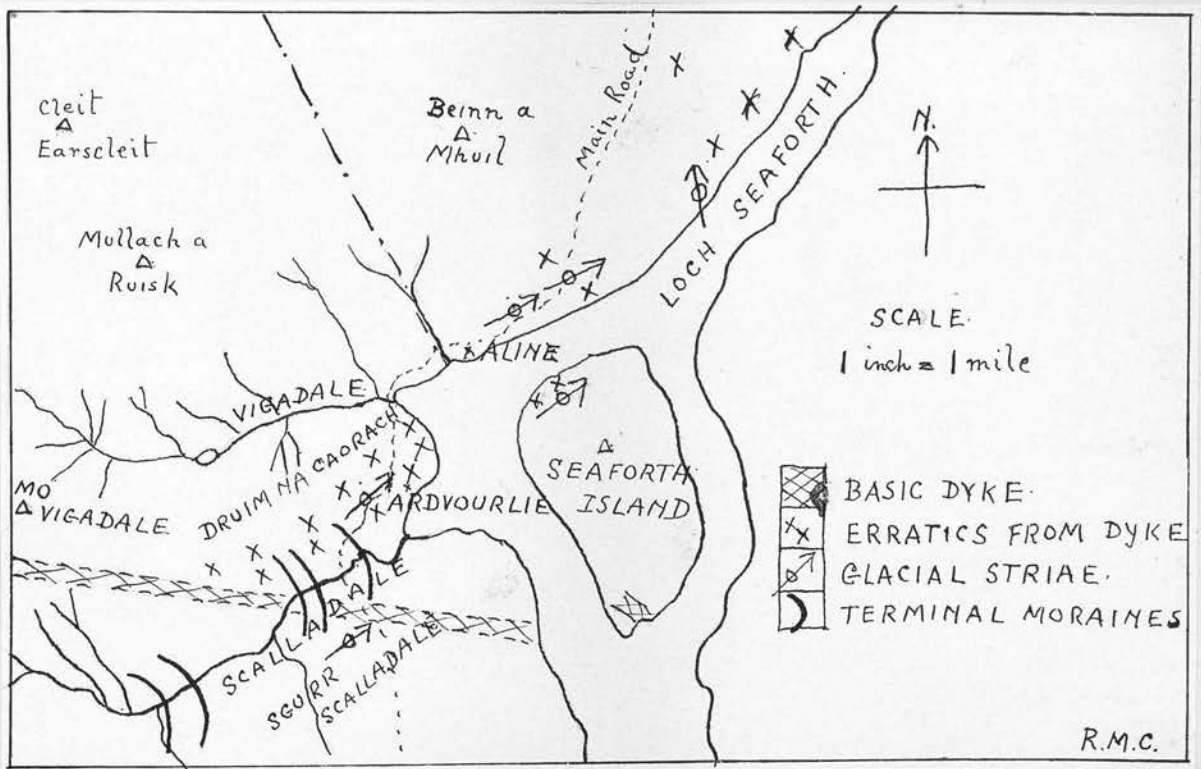 Cleit
Earscleit
Beinn a
Mhuil
Main Road
LOCH SEAFORTH.
N.
Mullach a
Ruisk
SCALE.
1 inch = 1 mile
ALINE
VIGADALE
DRUIM NA CAORACH
MO
VIGADALE
ARDVOURLIE
SEAFORTH
ISLAND
SCALLADALE
SGURR
SCALLADALE
BASIC DYKE.
ERRATICS FROM DYKE
GLACIAL STRIAE.
TERMINAL MORAINES
R.M.C.